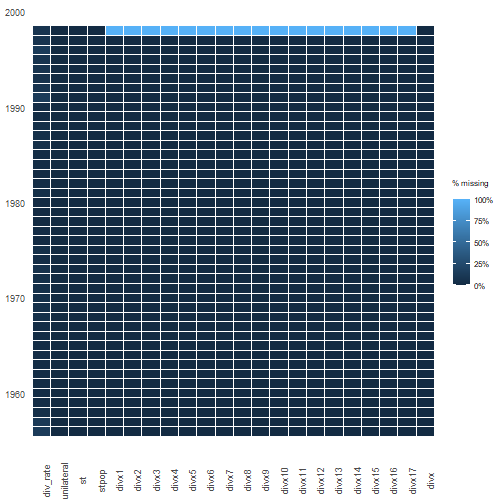 2000
1990
1980
1970
1960
% missing
100%
75%
50%
25%
0%
div_rate
unilateral
st
stpop
divx1
divx2
divx3
divx4
divx5
divx6
divx7
divx8
divx9
divx10
divx11
divx12
divx13
divx14
divx15
divx16
divx17
divx